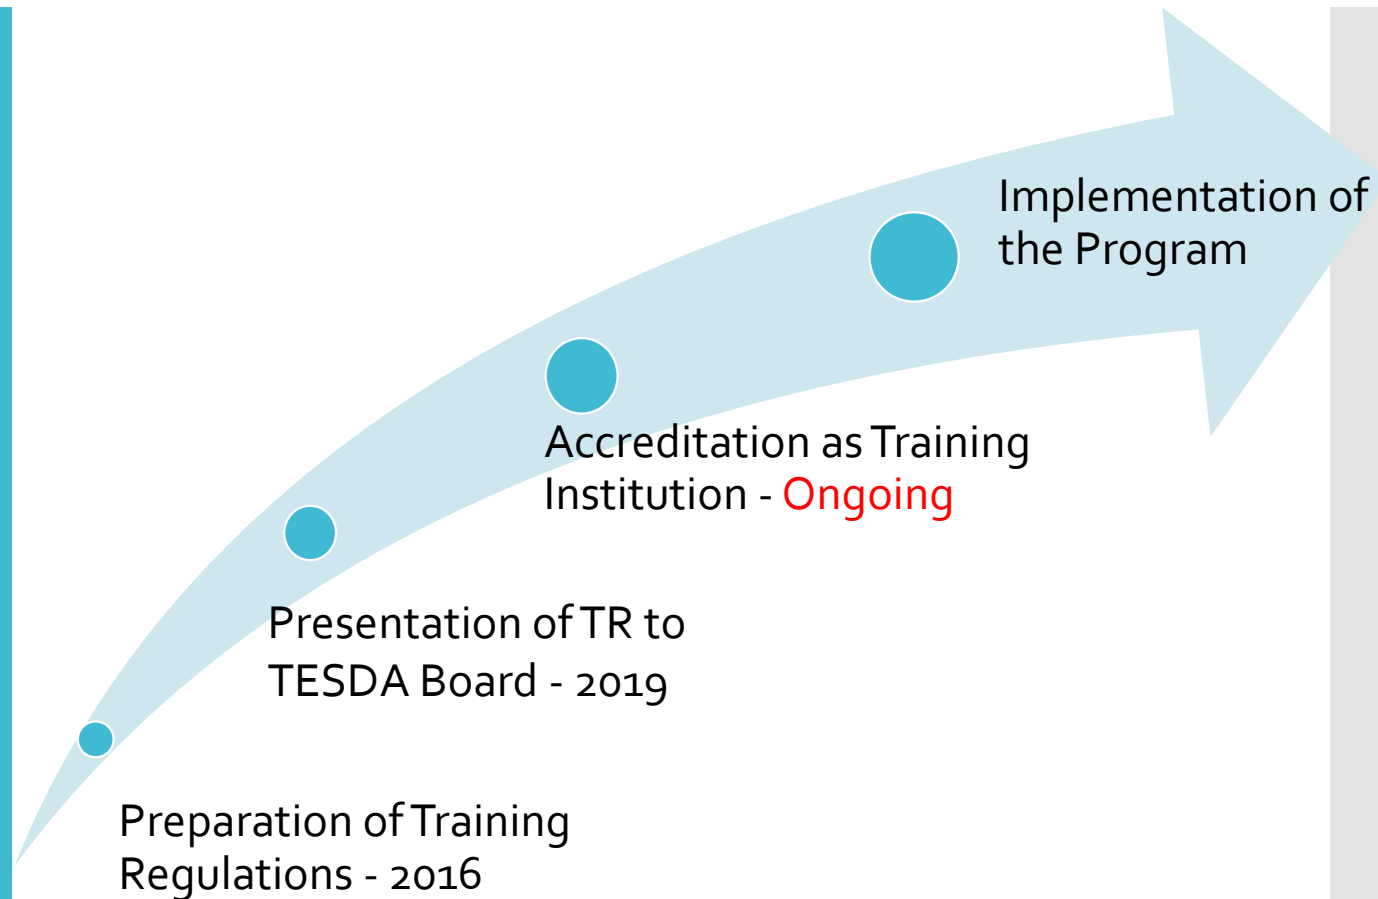 Implementation of
the Program
Accreditation as Training
Institution - Ongoing
Presentation of TR to
TESDA Board - 2019
Preparation of Training
Regulations - 2016